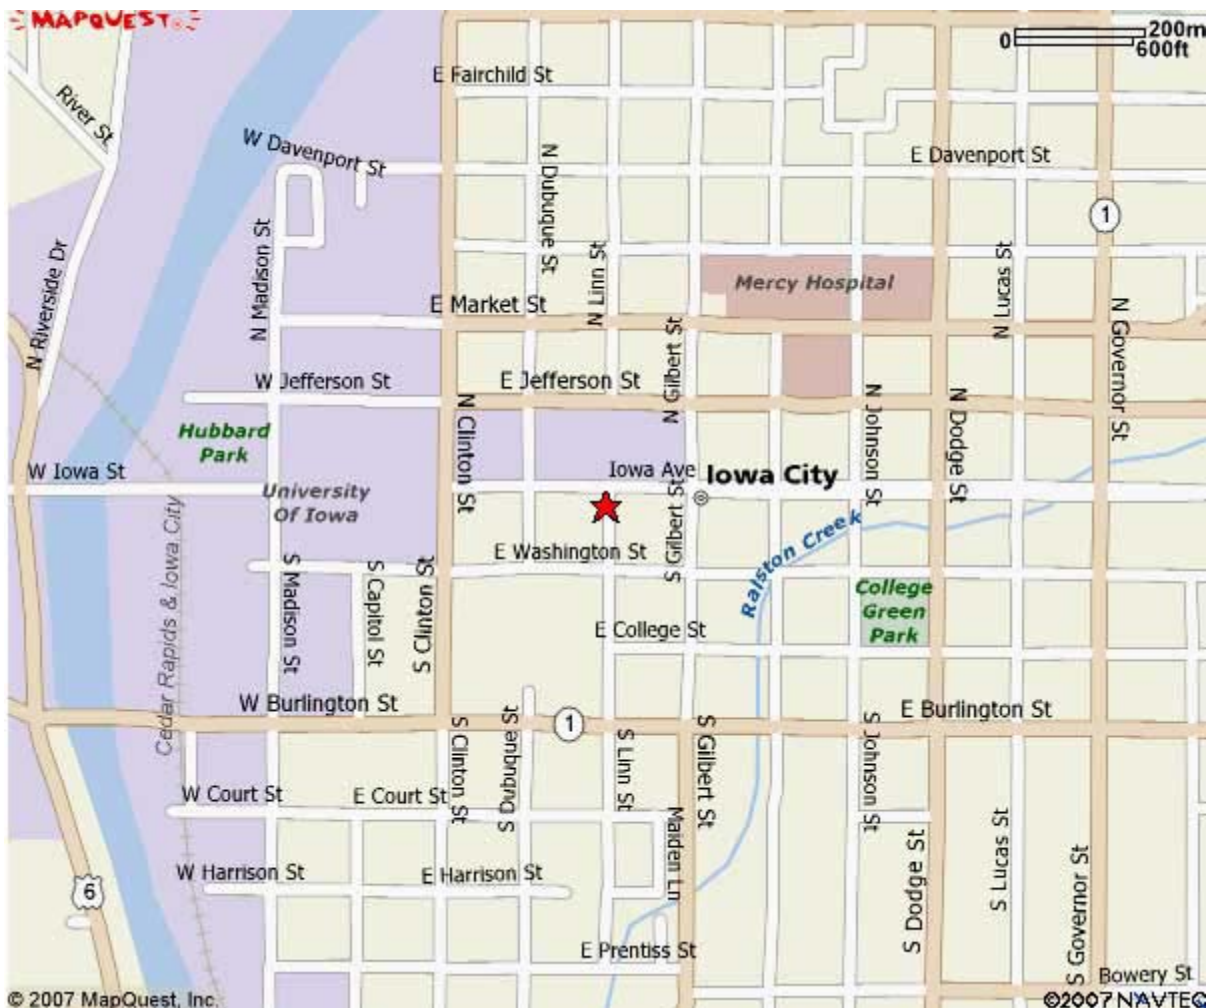 MAPQUEST
200m
0
600ft
E Fairchild St
River St
W Davenport St
E Davenport St
N Dubuque St
1
N Madison St
N Linn St
N Lucas St
N Riverside Dr
Mercy Hospital
E Market St
N Gilbert St
N Governor St
W Jefferson St
E Jefferson St
N Clinton St
N Johnson St
N Dodge St
Hubbard
Park
W Iowa St
Iowa Ave
Iowa City
University
Of Iowa
S Gilbert St
Cedar Rapids & Iowa City
E Washington St
Ralston Creek
S Madison St
S Capitol St
S Clinton St
College
Green
Park
E College St
W Burlington St
1
E Burlington St
S Clinton St
S Dubuque St
S Linn St
S Gilbert St
S Johnson St
W Court St
E Court St
Maiden Ln
S Dodge St
S Lucas St
S Governor St
W Harrison St
E Harrison St
6
E Prentiss St
Bowery St
© 2007 MapQuest, Inc.
©2007 NAVTEQ